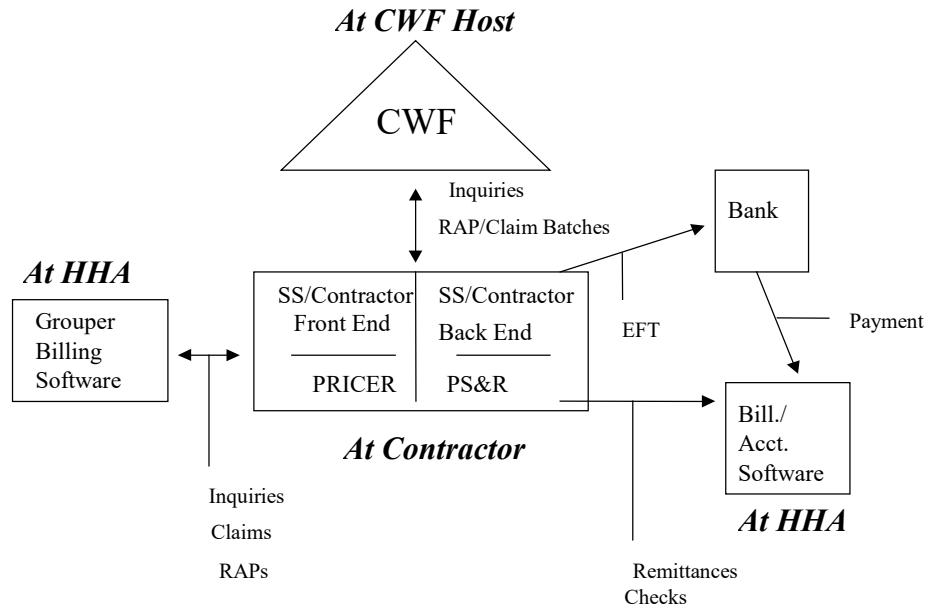 At CWF Host
CWF
Inquiries
RAP/Claim Batches
Bank
At HHA
Grouper
Billing
Software
SS/Contractor
Front End
PRICER
SS/Contractor
Back End
PS&R
EFT
Payment
At Contractor
Bill./
Acct.
Software
At HHA
Inquiries
Claims
RAPs
Remittances
Checks